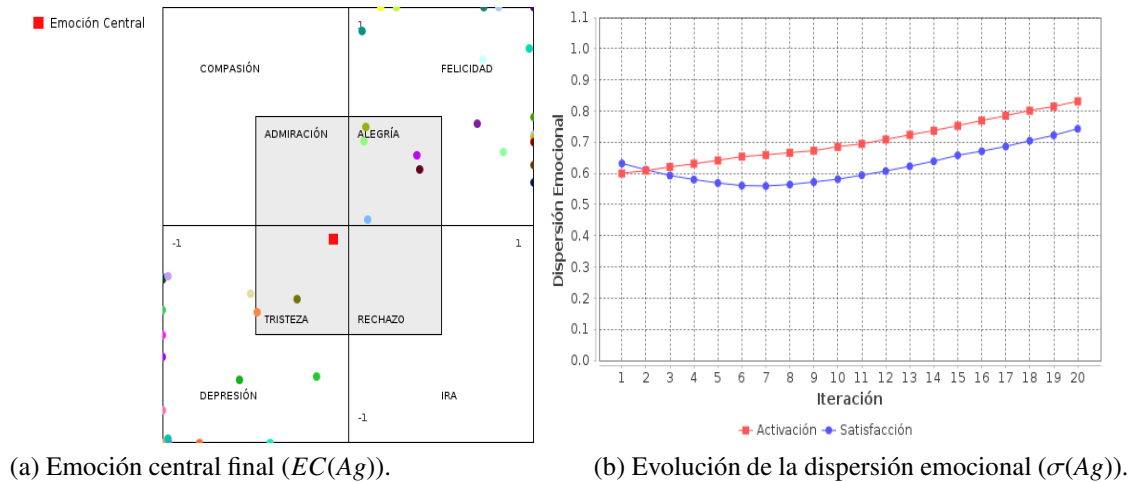 Emoción Central
1
COMPASIÓN
FELICIDAD
ADMIRACIÓN
ALEGRÍA
-1
1
TRISTEZA
RECHAZO
DEPRESIÓN
IRA
-1
(a) Emoción central final (EC(Ag)).
Dispersión Emocional
1.1
1.0
0.9
0.8
0.7
0.6
0.5
0.4
0.3
0.2
0.1
0.0
1 2 3 4 5 6 7 8 9 10 11 12 13 14 15 16 17 18 19 20
Iteración
Activación Satisfacción
(b) Evolución de la dispersión emocional (σ(Ag)).